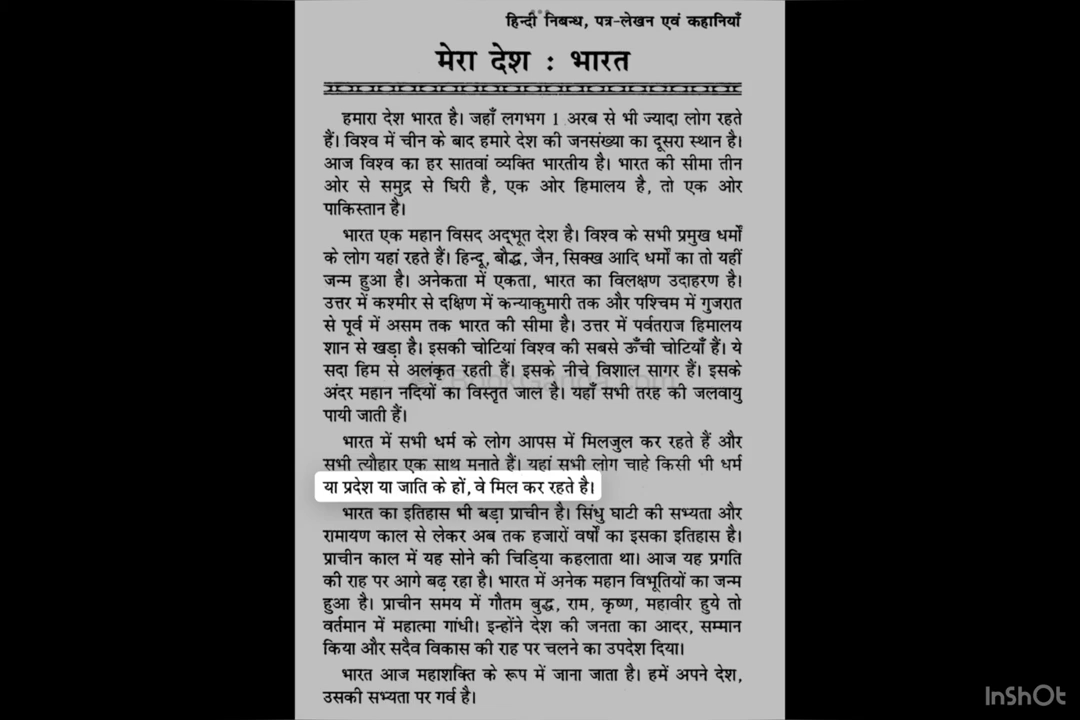 हिन्दी निबन्ध, पत्र-लेखन एवं कहानियाँ
मेरा देश : भारत
हमारा देश भारत है। जहाँ लगभग 1 अरब से भी ज्यादा लोग रहते
हैं। विश्व में चीन के बाद हमारे देश की जनसंख्या का दूसरा स्थान है।
आज विश्व का हर सातवां व्यक्ति भारतीय है। भारत की सीमा तीन
ओर से समुद्र से घिरी है, एक ओर हिमालय है, तो एक ओर
पाकिस्तान है।
भारत एक महान विसद अद्भूत देश है। विश्व के सभी प्रमुख धर्मों
के लोग यहां रहते हैं। हिन्दू, बौद्ध, जैन, सिक्ख आदि धर्मों का तो यहीं
जन्म हुआ है। अनेकता में एकता, भारत का विलक्षण उदाहरण है।
उत्तर में कश्मीर से दक्षिण में कन्याकुमारी तक और पश्चिम में गुजरात
से पूर्व में असम तक भारत की सीमा है। उत्तर में पर्वतराज हिमालय
शान से खड़ा है। इसकी चोटियां विश्व की सबसे ऊँची चोटियाँ हैं। ये
सदा हिम से अलंकृत रहती हैं। इसके नीचे विशाल सागर हैं। इसके
अंदर महान नदियों का विस्तृत जाल है। यहाँ सभी तरह की जलवायु
पायी जाती हैं।
भारत में सभी धर्म के लोग आपस में मिलजुल कर रहते हैं और
सभी त्यौहार एक साथ मनाते हैं। यहां सभी लोग चाहे किसी भी धर्म
या प्रदेश या जाति के हों, वे मिल कर रहते है।
भारत का इतिहास भी बड़ा प्राचीन है। सिंधु घाटी की सभ्यता और
रामायण काल से लेकर अब तक हजारों वर्षों का इसका इतिहास है।
प्राचीन काल में यह सोने की चिड़िया कहलाता था। आज यह प्रगति
की राह पर आगे बढ़ रहा है। भारत में अनेक महान विभूतियों का जन्म
हुआ है। प्राचीन समय में गौतम बुद्ध, राम, कृष्ण, महावीर हुये तो
वर्तमान में महात्मा गांधी। इन्होंने देश की जनता का आदर, सम्मान
किया और सदैव विकास की राह पर चलने का उपदेश दिया।
भारत आज महाशक्ति के रूप में जाना जाता है। हमें अपने देश,
उसकी सभ्यता पर गर्व है।
InShOt